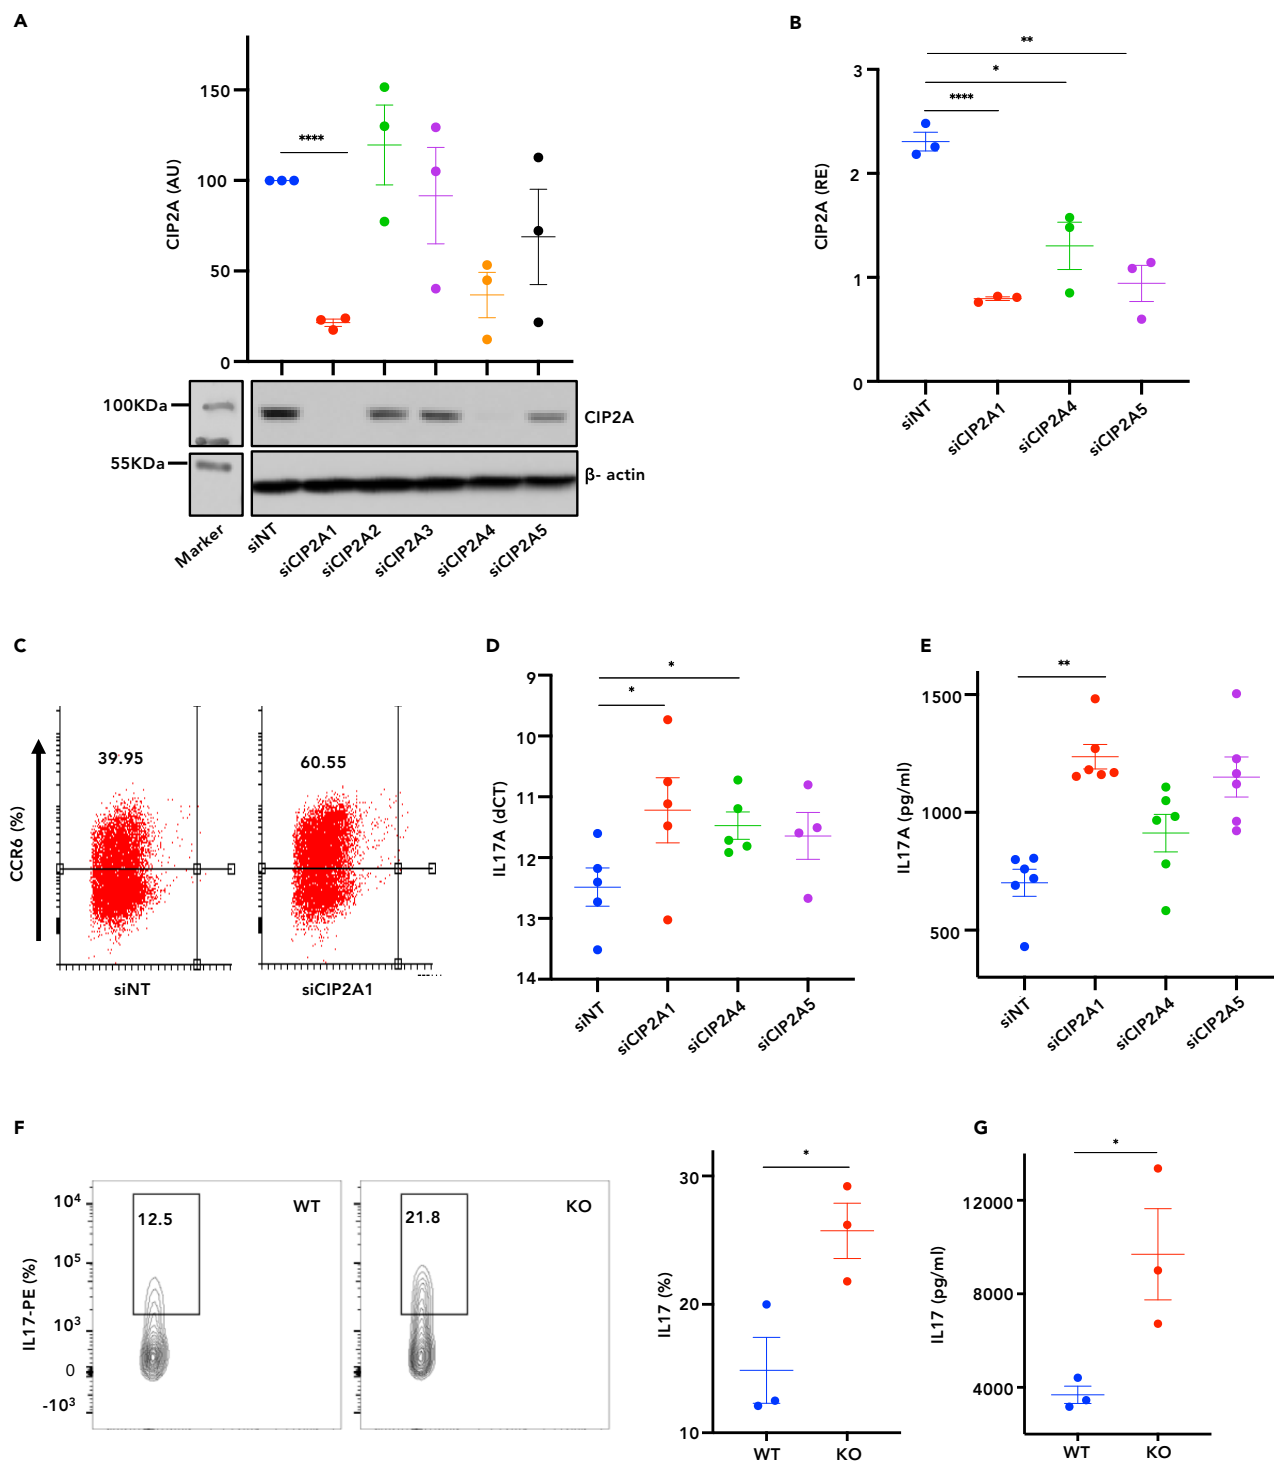 A
CIP2A (AU)
150
100
50
0
****
100KDa
55KDa
CIP2A
β- actin
Marker
siNT
siCIP2A1
siCIP2A2
siCIP2A3
siCIP2A4
siCIP2A5
B
CIP2A (RE)
3
2
1
0
**
*
****
siNT
siCIP2A1
siCIP2A4
siCIP2A5
C
CCR6 (%)
39.95
60.55
siNT
siCIP2A1
D
IL17A (dCT)
9
10
11
12
13
14
*
*
siNT
siCIP2A1
siCIP2A4
siCIP2A5
E
IL17A (pg/ml)
1500
1000
500
**
siNT
siCIP2A1
siCIP2A4
siCIP2A5
F
IL17-PE (%)
10⁴
10⁵
10³
0
-10³
12.5
WT
21.8
KO
IL17 (%)
30
20
10
*
WT
KO
G
IL17 (pg/ml)
12000
8000
4000
*
WT
KO